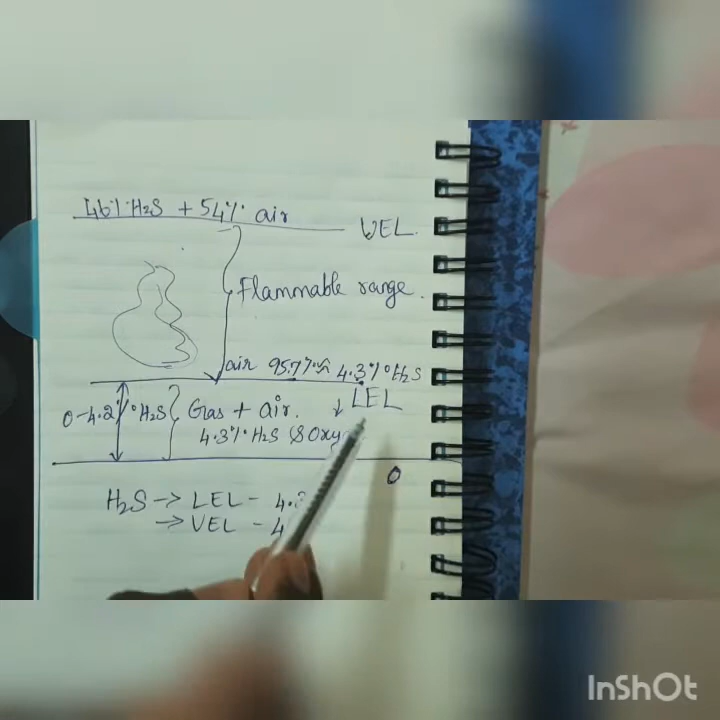 46% H₂S + 54% air
UEL.
Flammable range.
air 95.7% 4.3% H₂S
0-4.2% H₂S
Gas + air.
↓ LEL
4.3% H₂S
0
H₂S → LEL - 4.
→ UEL - 4
InShOt